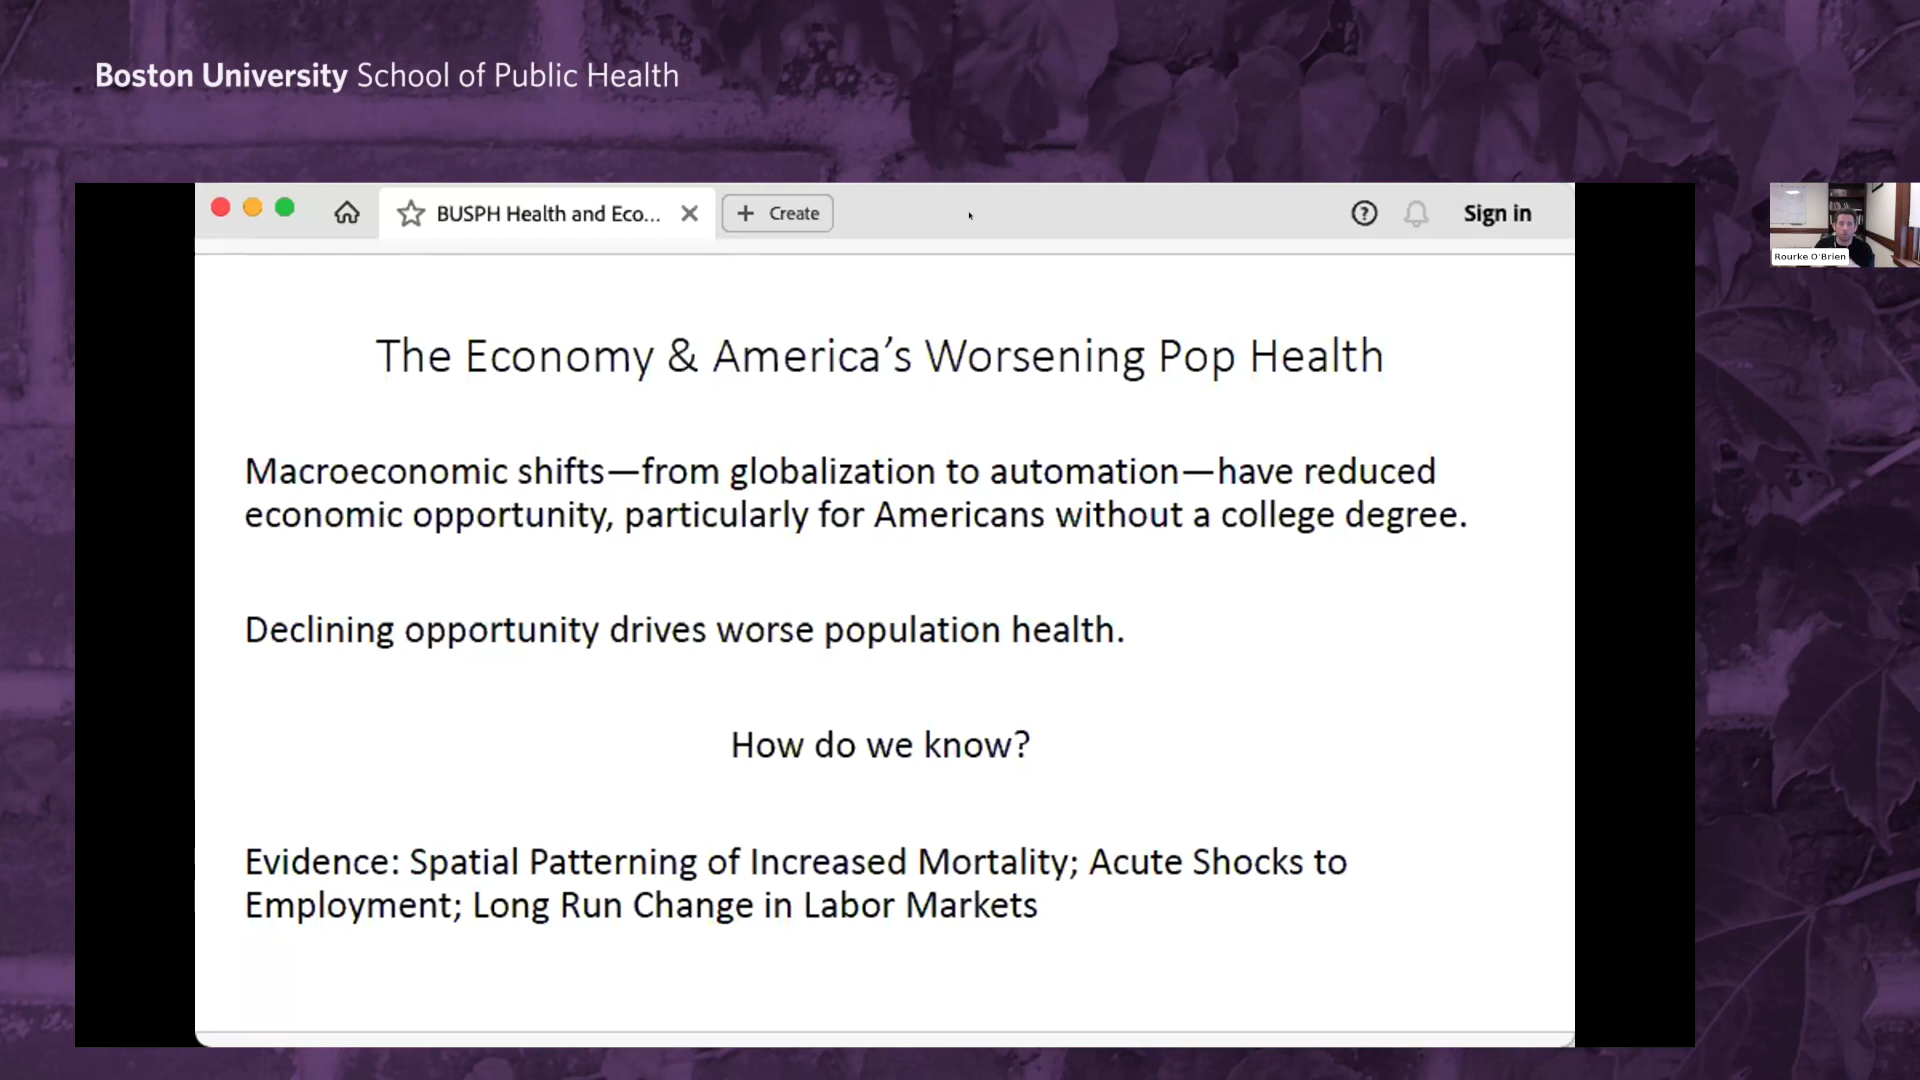 Boston University School of Public Health
BUSPH Health and Eco...
Create
Sign in
Rourke O'Brien
The Economy & America’s Worsening Pop Health
Macroeconomic shifts—from globalization to automation—have reduced
economic opportunity, particularly for Americans without a college degree.
Declining opportunity drives worse population health.
How do we know?
Evidence: Spatial Patterning of Increased Mortality; Acute Shocks to
Employment; Long Run Change in Labor Markets